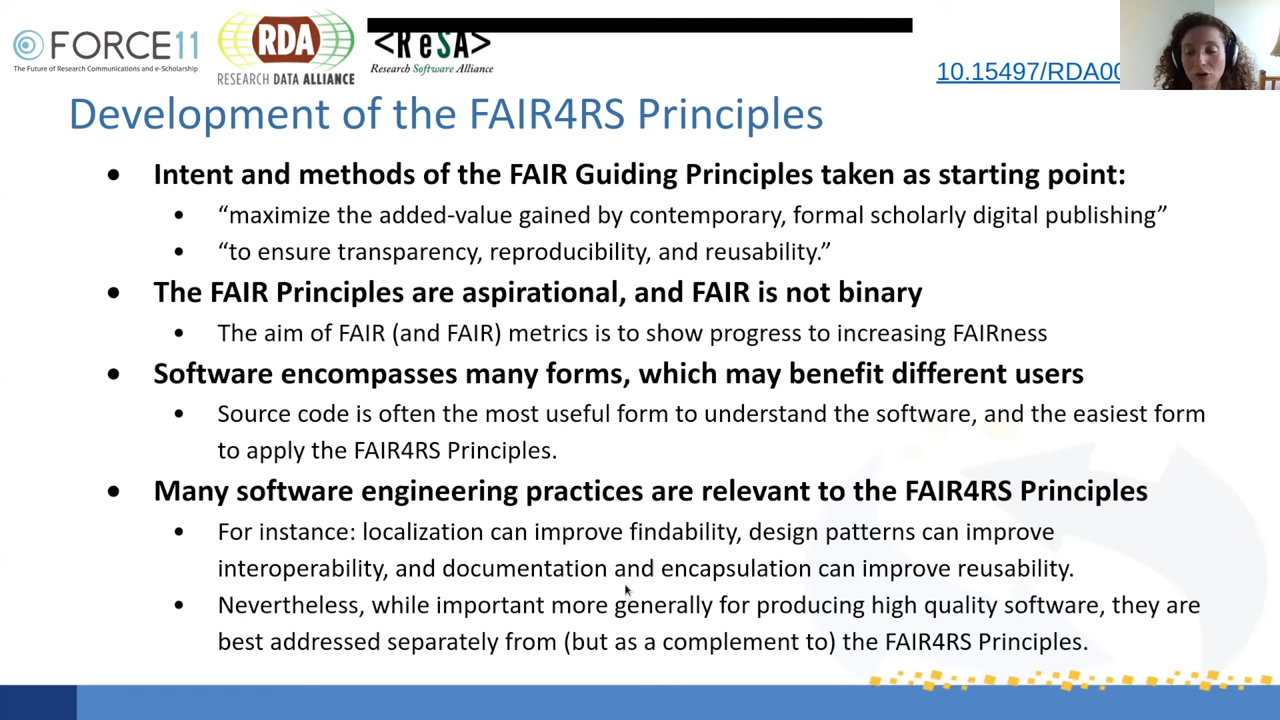 FORCE11
The Future of Research Communications and e-Scholarship
RDA
RESEARCH DATA ALLIANCE
<ReSA>
Research Software Alliance
10.15497/RDA00
Development of the FAIR4RS Principles
• Intent and methods of the FAIR Guiding Principles taken as starting point:
• “maximize the added-value gained by contemporary, formal scholarly digital publishing”
• “to ensure transparency, reproducibility, and reusability.”
• The FAIR Principles are aspirational, and FAIR is not binary
• The aim of FAIR (and FAIR) metrics is to show progress to increasing FAIRness
• Software encompasses many forms, which may benefit different users
• Source code is often the most useful form to understand the software, and the easiest form
to apply the FAIR4RS Principles.
• Many software engineering practices are relevant to the FAIR4RS Principles
• For instance: localization can improve findability, design patterns can improve
interoperability, and documentation and encapsulation can improve reusability.
• Nevertheless, while important more generally for producing high quality software, they are
best addressed separately from (but as a complement to) the FAIR4RS Principles.